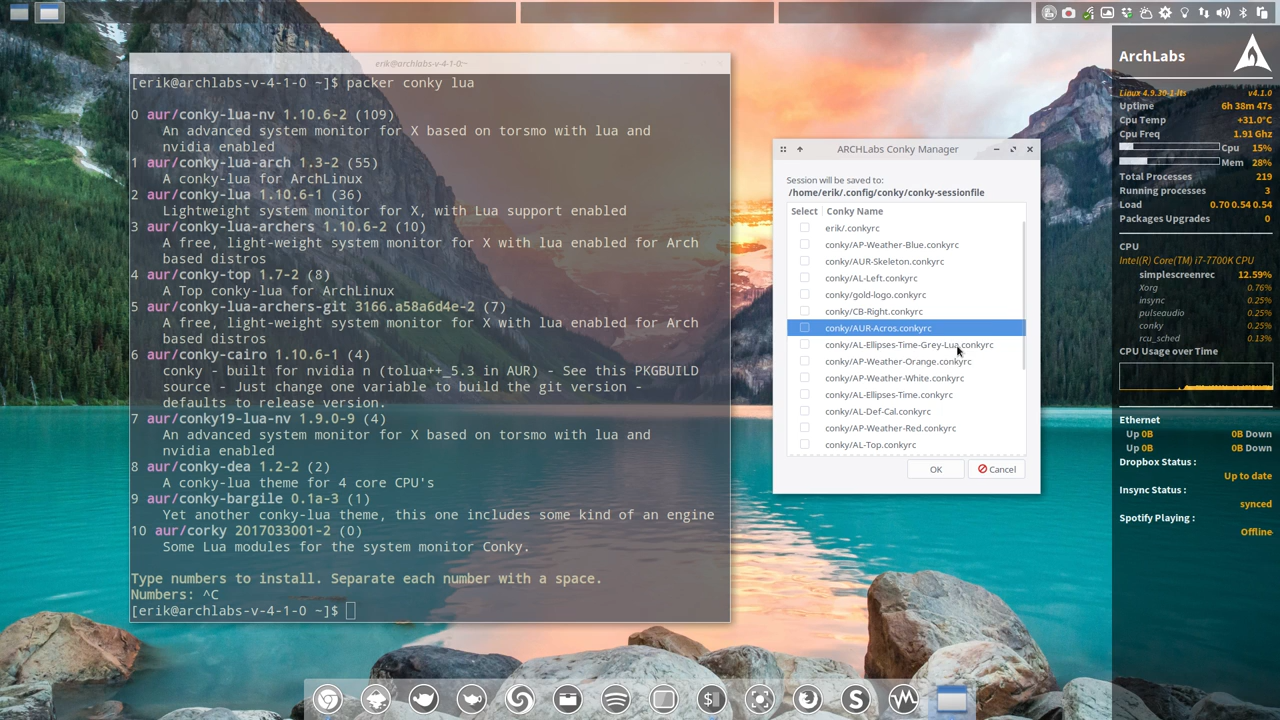 erik@archlabs-v-4-1-0:~
[erik@archlabs-v-4-1-0 ~]$ packer conky lua
0 aur/conky-lua-nv 1.10.6-2 (109)
An advanced system monitor for X based on torsmo with lua and
nvidia enabled
1 aur/conky-lua-arch 1.3-2 (55)
A conky-lua for ArchLinux
2 aur/conky-lua 1.10.6-1 (36)
Lightweight system monitor for X, with Lua support enabled
3 aur/conky-lua-archers 1.10.6-2 (10)
A free, light-weight system monitor for X with lua enabled for Arch
based distros
4 aur/conky-top 1.7-2 (8)
A Top conky-lua for ArchLinux
5 aur/conky-lua-archers-git 3166.a58a6d4e-2 (7)
A free, light-weight system monitor for X with lua enabled for Arch
based distros
6 aur/conky-cairo 1.10.6-1 (4)
conky - built for nvidia n (tolua++_5.3 in AUR) - See this PKGBUILD
source - Just change one variable to build the git version -
defaults to release version.
7 aur/conky19-lua-nv 1.9.0-9 (4)
An advanced system monitor for X based on torsmo with lua and
nvidia enabled
8 aur/conky-dea 1.2-2 (2)
A conky-lua theme for 4 core CPU's
9 aur/conky-bargile 0.1a-3 (1)
Yet another conky-lua theme, this one includes some kind of an engine
10 aur/corky 2017033001-2 (0)
Some Lua modules for the system monitor Conky.
Type numbers to install. Separate each number with a space.
Numbers: ^C
[erik@archlabs-v-4-1-0 ~]$
ARCHLabs Conky Manager
Session will be saved to:
/home/erik/.config/conky/conky-sessionfile
Select Conky Name
erik/.conkyrc
conky/AP-Weather-Blue.conkyrc
conky/AUR-Skeleton.conkyrc
conky/AL-Left.conkyrc
conky/gold-logo.conkyrc
conky/CB-Right.conkyrc
conky/AUR-Acros.conkyrc
conky/AL-Ellipses-Time-Grey-Lua.conkyrc
conky/AP-Weather-Orange.conkyrc
conky/AP-Weather-White.conkyrc
conky/AL-Ellipses-Time.conkyrc
conky/AL-Def-Cal.conkyrc
conky/AP-Weather-Red.conkyrc
conky/AL-Top.conkyrc
OK Cancel
ArchLabs
Linux 4.9.30-1-lts v4.1.0
Uptime 6h 38m 47s
Cpu Temp +31.0°C
Cpu Freq 1.91 Ghz
Cpu 15%
Mem 28%
Total Processes 219
Running processes 3
Load 0.70 0.54 0.54
Packages Upgrades 0
CPU
Intel(R) Core(TM) i7-7700K CPU
simplescreenrec 12.59%
Xorg 0.76%
insync 0.25%
pulseaudio 0.25%
conky 0.25%
rcu_sched 0.13%
CPU Usage over Time
Ethernet
Up 0B 0B Down
Up 0B 0B Down
Dropbox Status :
Up to date
Insync Status :
synced
Spotify Playing :
Offline